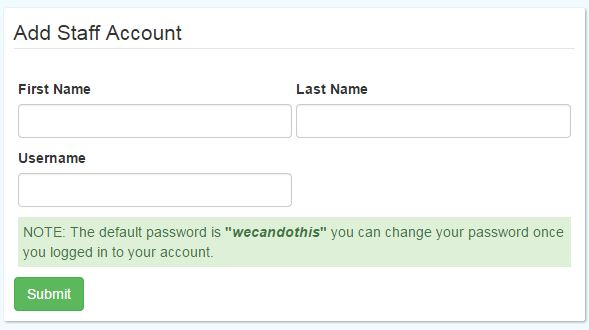 Add Staff Account
First Name Last Name
Username
NOTE: The default password is "wecandothis" you can change your password once
you logged in to your account.
Submit